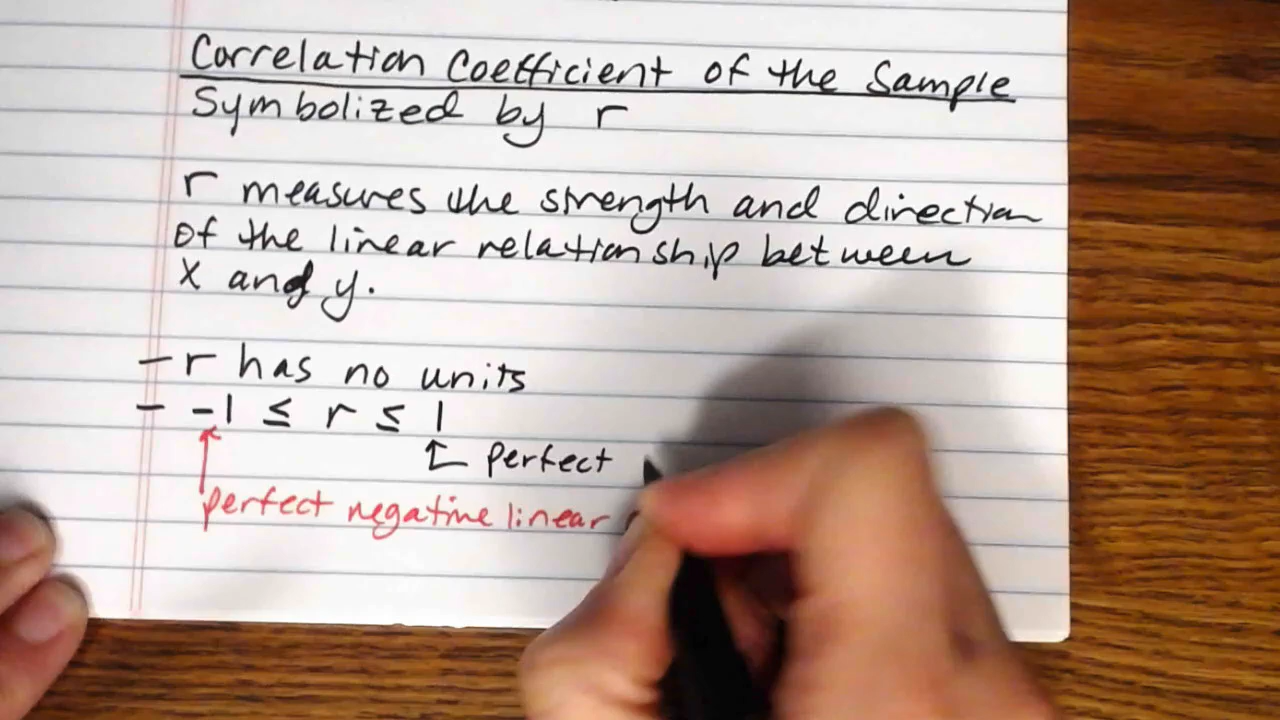 Correlation Coefficient of the Sample
Symbolized by r
r measures the strength and direction
of the linear relationship between
x and y.
- r has no units
- -1 ≤ r ≤ 1
perfect
perfect negative linear